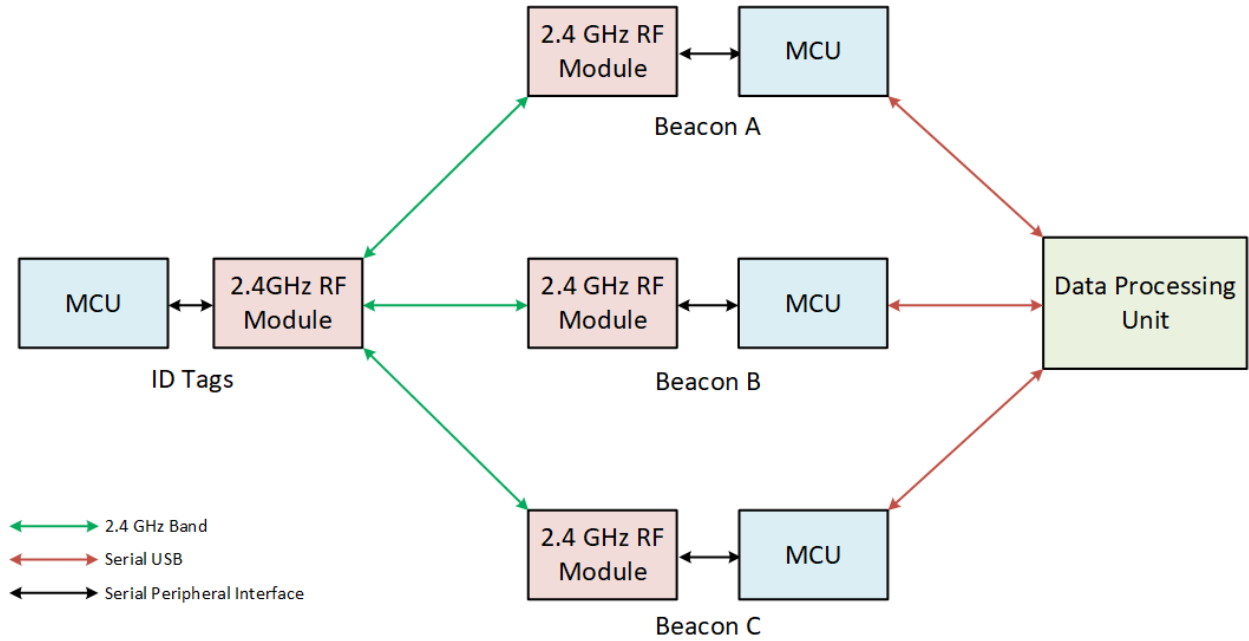 2.4 GHz RF
Module
MCU
Beacon A
MCU
2.4GHz RF
Module
ID Tags
2.4 GHz RF
Module
MCU
Beacon B
Data Processing
Unit
2.4 GHz RF
Module
MCU
Beacon C
2.4 GHz Band
Serial USB
Serial Peripheral Interface